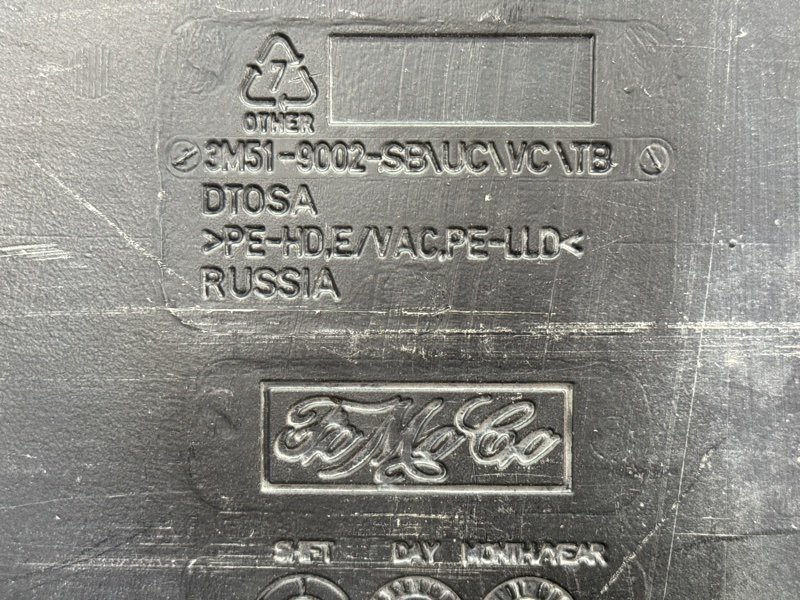 7
OTHER
3M51-9002-SB\UC\VC\TB
DTOSA
>PE-HD,E/VAC,PE-LLD<
RUSSIA
FoMoCo
SHIFT DAY MONTH/YEAR